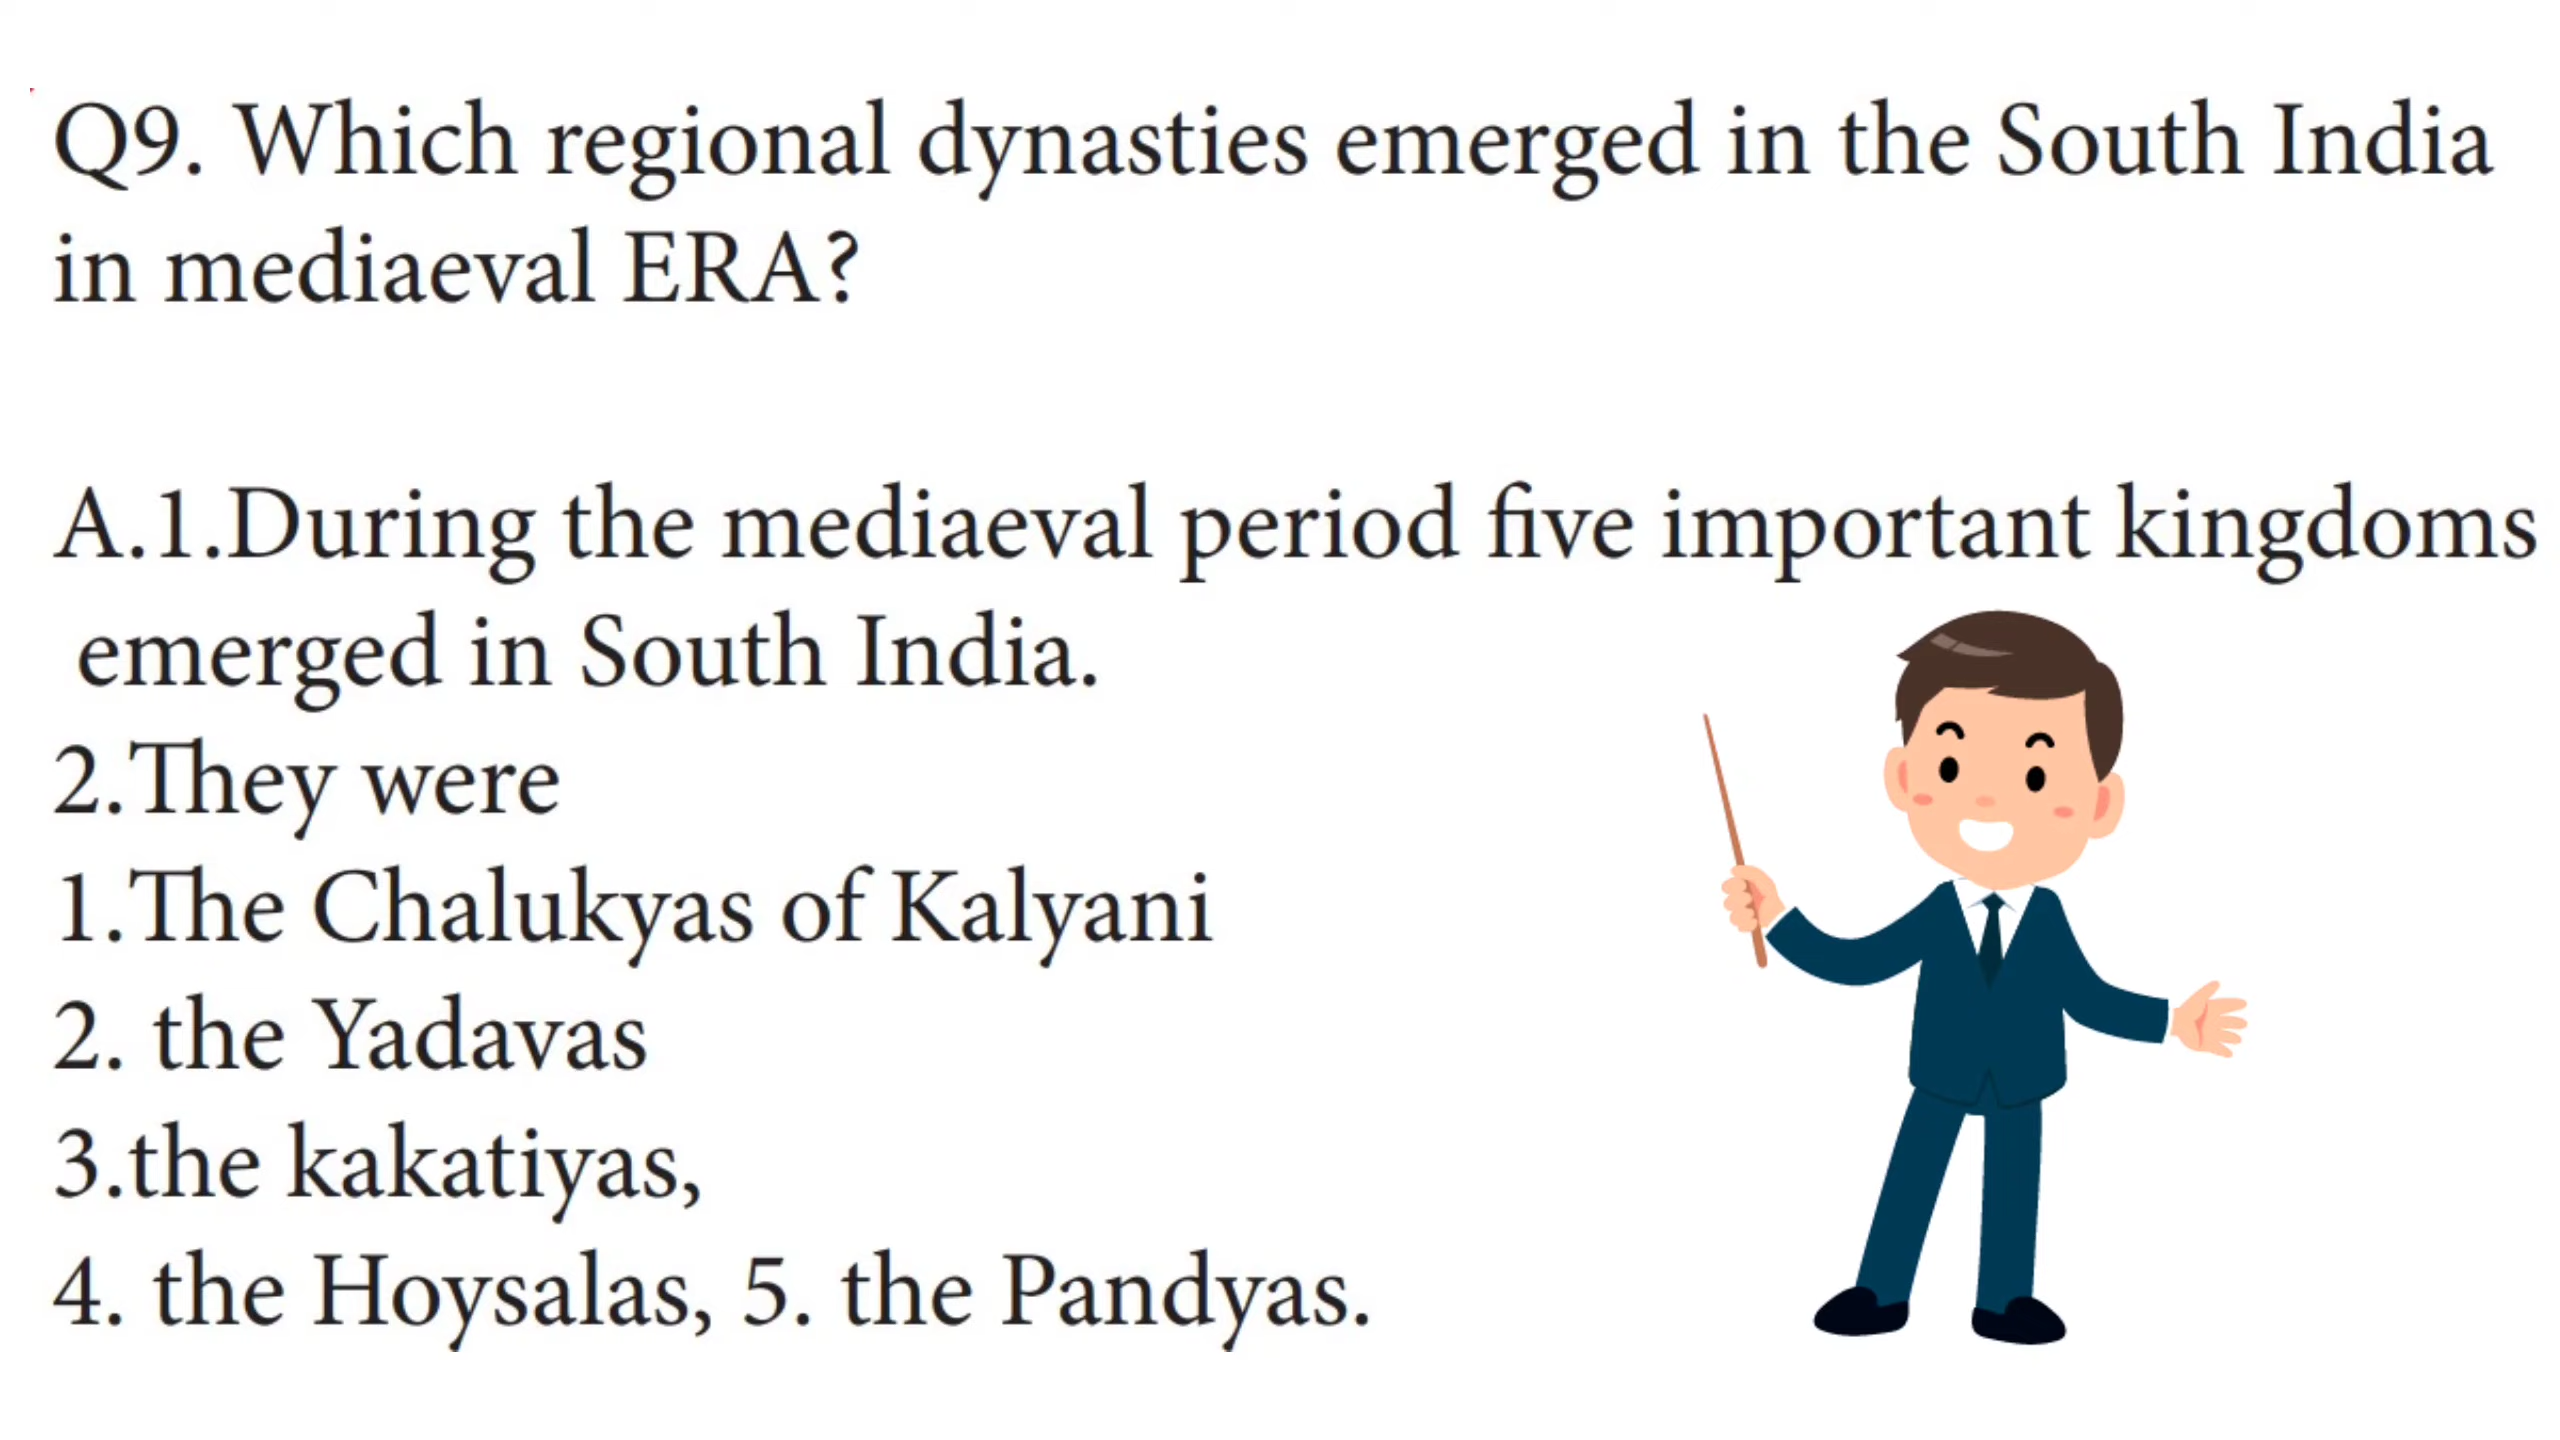 Q9. Which regional dynasties emerged in the South India
in mediaeval ERA?
A.1.During the mediaeval period five important kingdoms
emerged in South India.
2.They were
1.The Chalukyas of Kalyani
2. the Yadavas
3.the kakatiyas,
4. the Hoysalas, 5. the Pandyas.